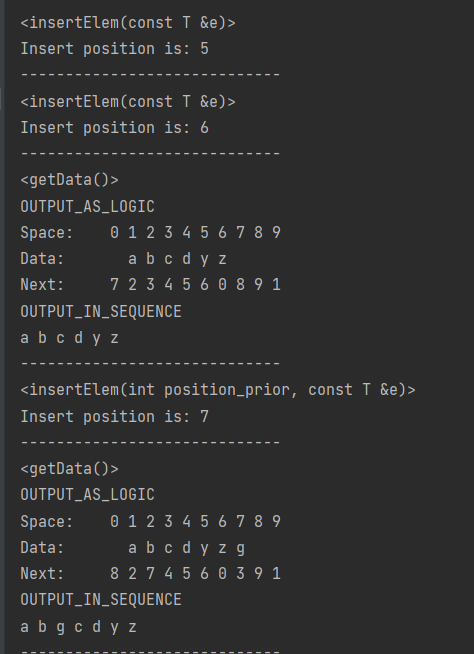 <insertElem(const T &e)>
Insert position is: 5
-----------------------------
<insertElem(const T &e)>
Insert position is: 6
-----------------------------
<getData()>
OUTPUT_AS_LOGIC
Space:    0 1 2 3 4 5 6 7 8 9
Data:       a b c d y z
Next:     7 2 3 4 5 6 0 8 9 1
OUTPUT_IN_SEQUENCE
a b c d y z
-----------------------------
<insertElem(int position_prior, const T &e)>
Insert position is: 7
-----------------------------
<getData()>
OUTPUT_AS_LOGIC
Space:    0 1 2 3 4 5 6 7 8 9
Data:       a b c d y z g
Next:     8 2 7 4 5 6 0 3 9 1
OUTPUT_IN_SEQUENCE
a b g c d y z
-----------------------------